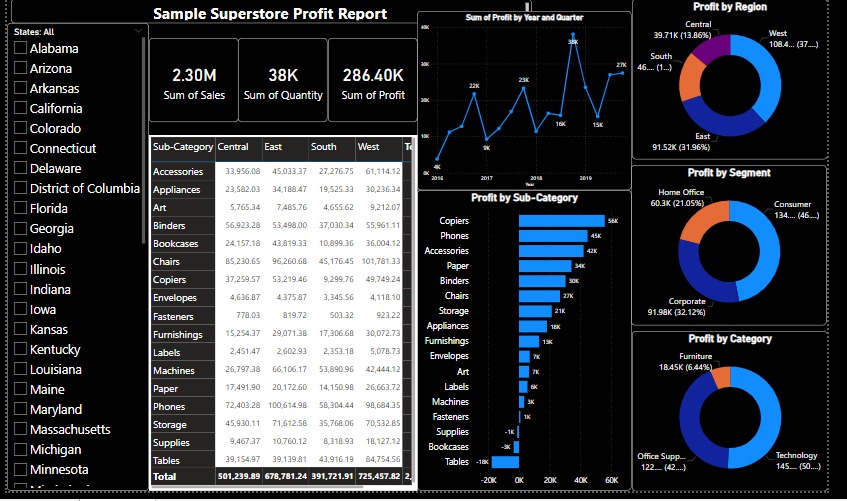 Sample Superstore Profit Report
States: All
Alabama
Arizona
Arkansas
California
Colorado
Connecticut
Delaware
District of Columbia
Florida
Georgia
Idaho
Illinois
Indiana
Iowa
Kansas
Kentucky
Louisiana
Maine
Maryland
Massachusetts
Michigan
Minnesota
2.30M
Sum of Sales
38K
Sum of Quantity
286.40K
Sum of Profit
Sub-Category Central East South West
Accessories 33,956.08 45,033.37 27,276.75 61,114.12
Appliances 23,582.03 34,188.47 19,525.33 30,236.34
Art 5,765.34 7,485.76 4,655.62 9,212.07
Binders 56,923.28 53,498.00 37,030.34 55,961.11
Bookcases 24,157.18 43,819.33 10,899.36 36,004.12
Chairs 85,230.65 96,260.68 45,176.45 101,781.33
Copiers 37,259.57 53,219.46 9,299.76 49,749.24
Envelopes 4,636.87 4,375.87 3,345.56 4,118.10
Fasteners 778.03 819.72 503.32 923.22
Furnishings 15,254.37 29,071.38 17,306.68 30,072.73
Labels 2,451.47 2,602.93 2,353.18 5,078.73
Machines 26,797.38 66,106.17 53,890.96 42,444.12
Paper 17,491.90 20,172.60 14,150.98 26,663.72
Phones 72,403.28 100,614.98 58,304.44 98,684.35
Storage 45,930.11 71,612.58 35,768.06 70,532.85
Supplies 9,467.37 10,760.12 8,318.93 18,127.12
Tables 39,154.97 39,139.81 43,916.19 84,754.56
Total 501,239.89 678,781.24 391,721.91 725,457.82 2,
Sum of Profit by Year and Quarter
40K
30K
20K
10K
0K
4K
22K
9K
23K
16K
38K
15K
27K
2016 2017 2018 2019
Year
Profit by Sub-Category
Copiers 56K
Phones 45K
Accessories 42K
Paper 34K
Binders 30K
Chairs 27K
Storage 21K
Appliances 18K
Furnishings 13K
Envelopes 7K
Art 7K
Labels 6K
Machines 3K
Fasteners 1K
Supplies -1K
Bookcases -3K
Tables -18K
-20K 0K 20K 40K 60K
Profit by Region
Central
39.71K (13.86%)
West
108.4... (37....)
South
46.... (1...)
East
91.52K (31.96%)
Profit by Segment
Home Office
60.3K (21.05%)
Consumer
134.... (46....)
Corporate
91.98K (32.12%)
Profit by Category
Furniture
18.45K (6.44%)
Office Supp...
122.... (42....)
Technology
145.... (50....)